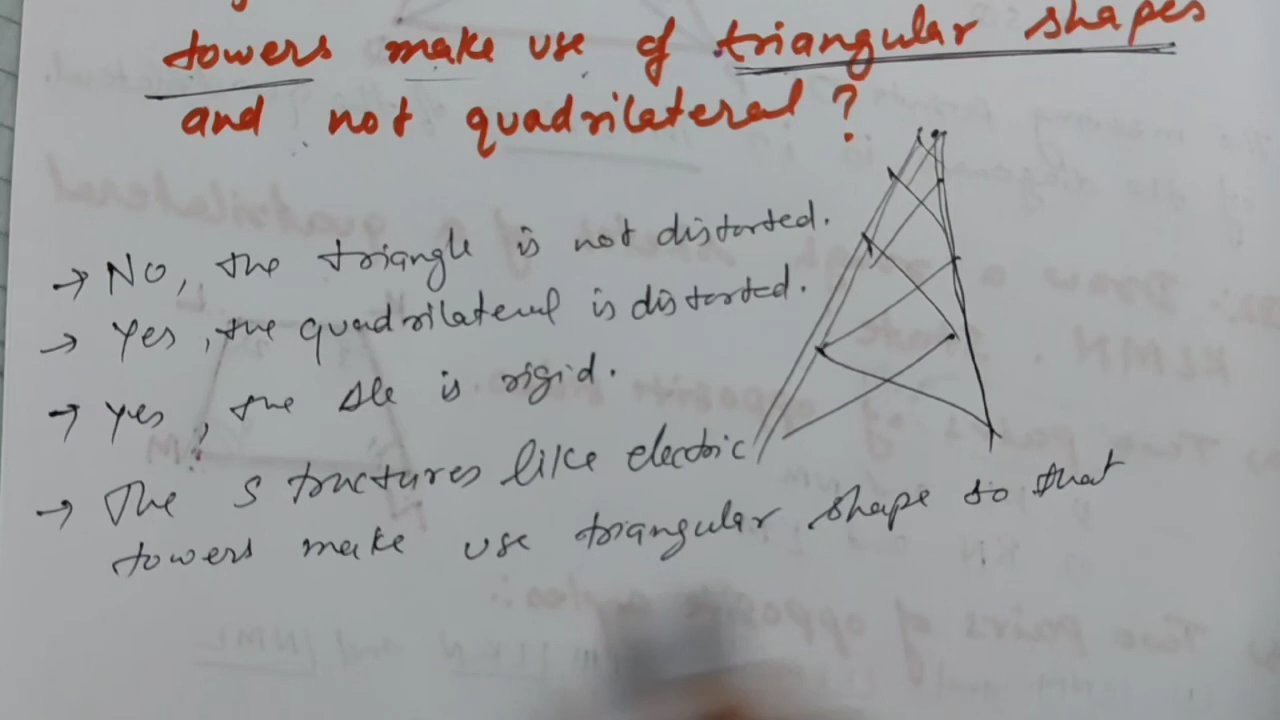 towers make use of triangular shapes
and not quadrilateral ?
→ No, the triangle is not distorted.
→ Yes, the quadrilateral is distorted.
→ Yes, the Δle is rigid.
→ The structures like electric
towers make use triangular shape so that